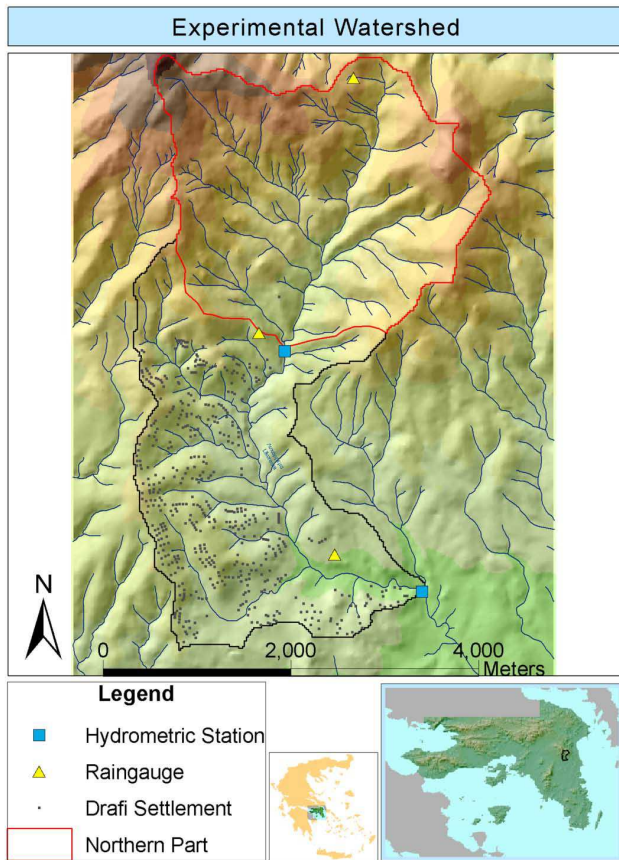 Experimental Watershed
N
0
2,000
4,000
Meters
Legend
Hydrometric Station
Raingauge
Drafi Settlement
Northern Part